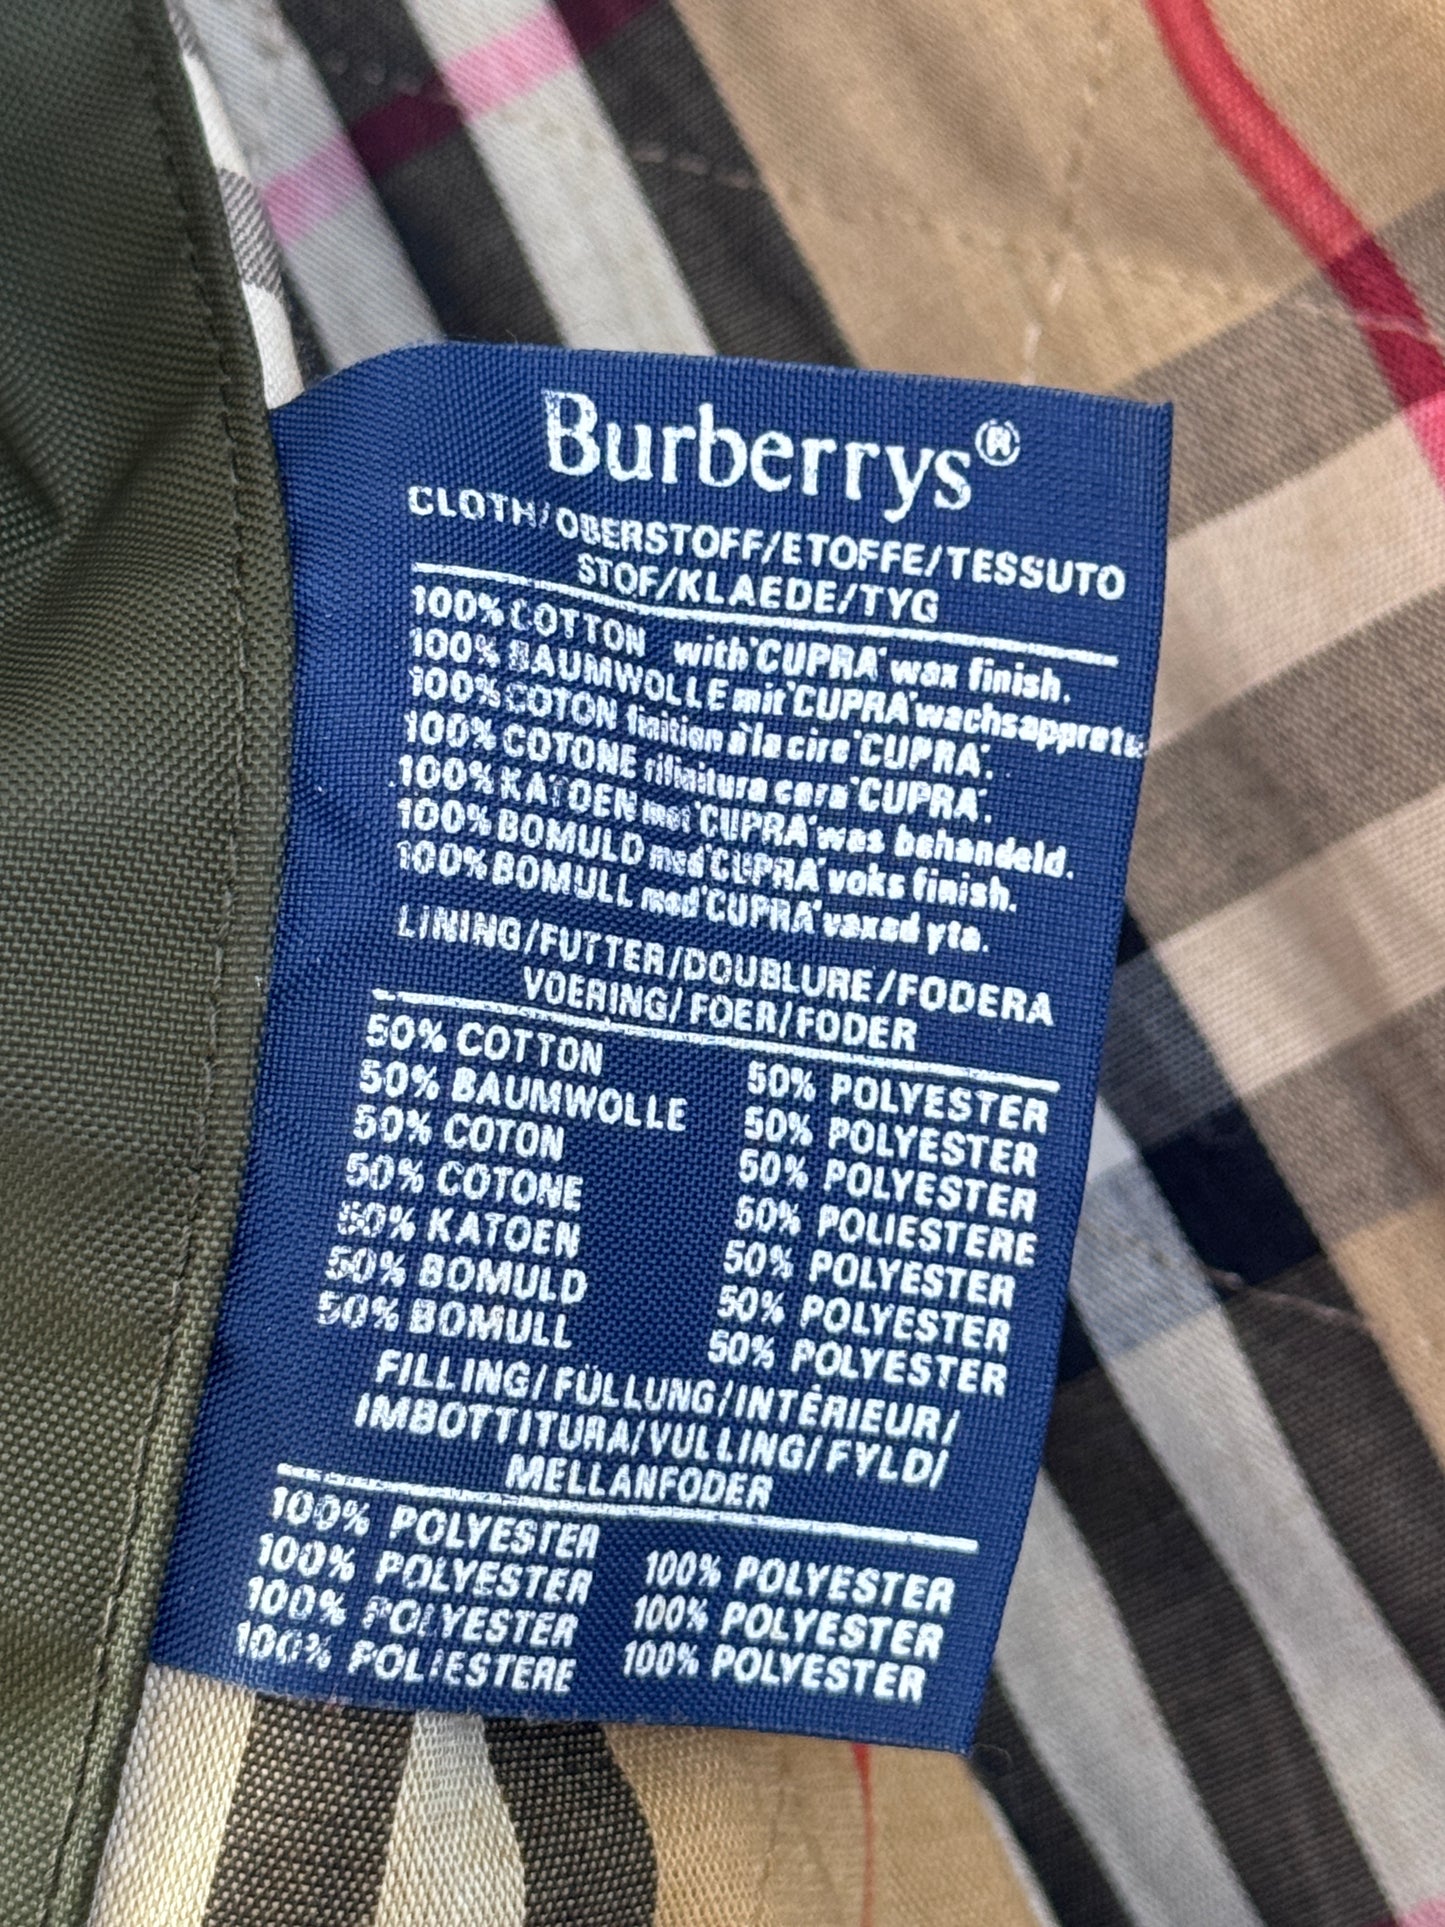 Burberrys®
CLOTH/OBERSTOFF/ETOFFE/TESSUTO
STOF/KLAEDE/TYG
100% COTTON with 'CUPRA' wax finish.
100% BAUMWOLLE mit 'CUPRA' wachsappretur
100% COTON finition à la cire 'CUPRA'.
100% COTONE rifinitura cera 'CUPRA'.
100% KATOEN met 'CUPRA' was behandeld.
100% BOMULD med 'CUPRA' voks finish.
100% BOMULL med 'CUPRA' vaxad yta.
LINING/FUTTER/DOUBLURE/FODERA
VOERING/FOER/FODER
50% COTTON 50% POLYESTER
50% BAUMWOLLE 50% POLYESTER
50% COTON 50% POLYESTER
50% COTONE 50% POLIESTERE
50% KATOEN 50% POLYESTER
50% BOMULD 50% POLYESTER
50% BOMULL 50% POLYESTER
FILLING/FÜLLUNG/INTÉRIEUR/
IMBOTTITURA/VULLING/FYLD/
MELLANFODER
100% POLYESTER
100% POLYESTER 100% POLYESTER
100% POLYESTER 100% POLYESTER
100% POLIESTERE 100% POLYESTER